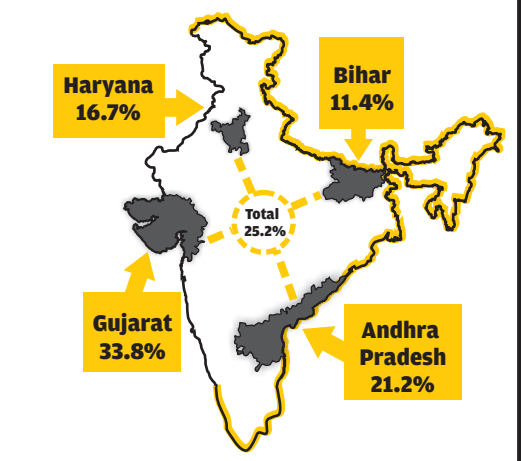 Haryana
16.7%
Bihar
11.4%
Total
25.2%
Gujarat
33.8%
Andhra
Pradesh
21.2%